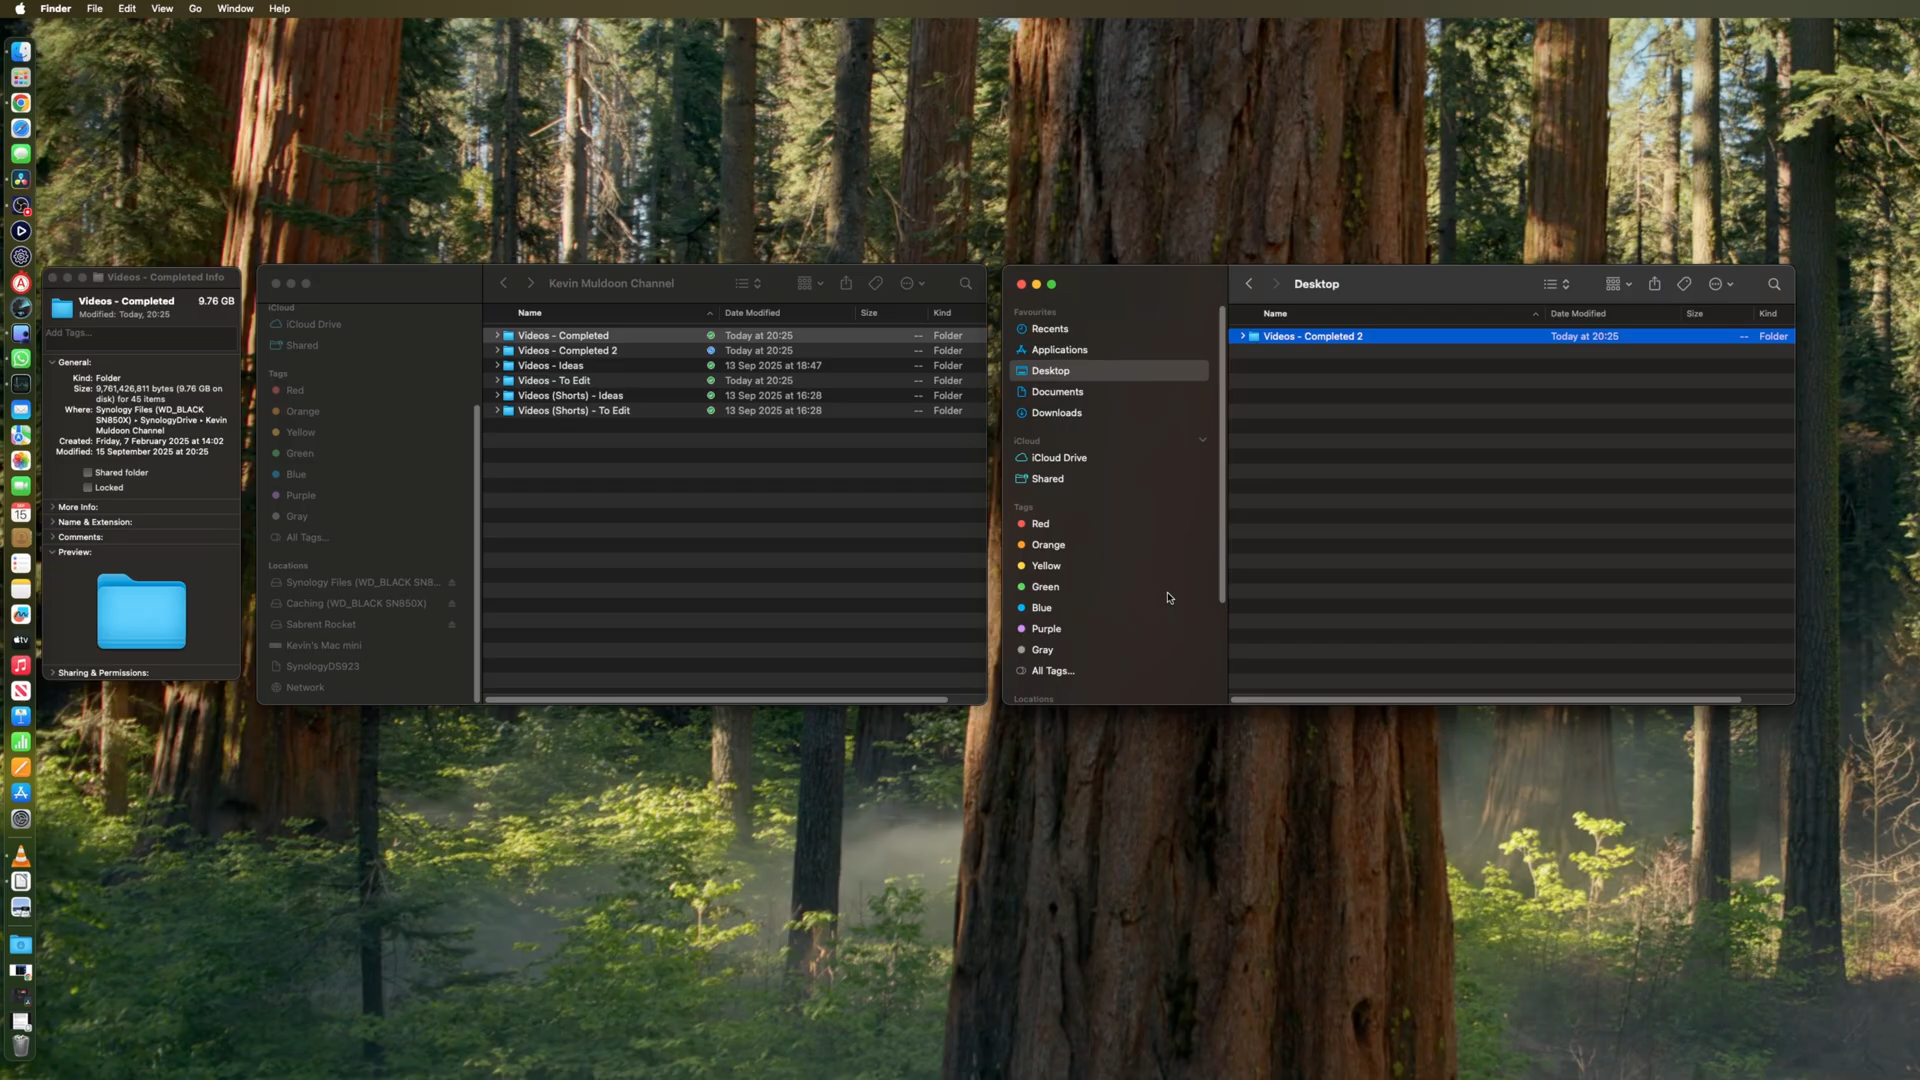 Finder File Edit View Go Window Help
SEP
15
tv
Videos - Completed Info
Videos - Completed 9.76 GB
Modified: Today, 20:25
Add Tags...
General:
Kind: Folder
Size: 9,761,426,811 bytes (9.76 GB on
disk) for 45 items
Where: Synology Files (WD_BLACK
SN850X) ▸ SynologyDrive ▸ Kevin
Muldoon Channel
Created: Friday, 7 February 2025 at 14:02
Modified: 15 September 2025 at 20:25
Shared folder
Locked
More Info:
Name & Extension:
Comments:
Preview:
Sharing & Permissions:
iCloud
iCloud Drive
Shared
Tags
Red
Orange
Yellow
Green
Blue
Purple
Gray
All Tags...
Locations
Synology Files (WD_BLACK SN8...
Caching (WD_BLACK SN850X)
Sabrent Rocket
Kevin's Mac mini
SynologyDS923
Network
Kevin Muldoon Channel
Name Date Modified Size Kind
Videos - Completed Today at 20:25 -- Folder
Videos - Completed 2 Today at 20:25 -- Folder
Videos - Ideas 13 Sep 2025 at 18:47 -- Folder
Videos - To Edit Today at 20:25 -- Folder
Videos (Shorts) - Ideas 13 Sep 2025 at 16:28 -- Folder
Videos (Shorts) - To Edit 13 Sep 2025 at 16:28 -- Folder
Favourites
Recents
Applications
Desktop
Documents
Downloads
iCloud
iCloud Drive
Shared
Tags
Red
Orange
Yellow
Green
Blue
Purple
Gray
All Tags...
Locations
Desktop
Name Date Modified Size Kind
Videos - Completed 2 Today at 20:25 -- Folder